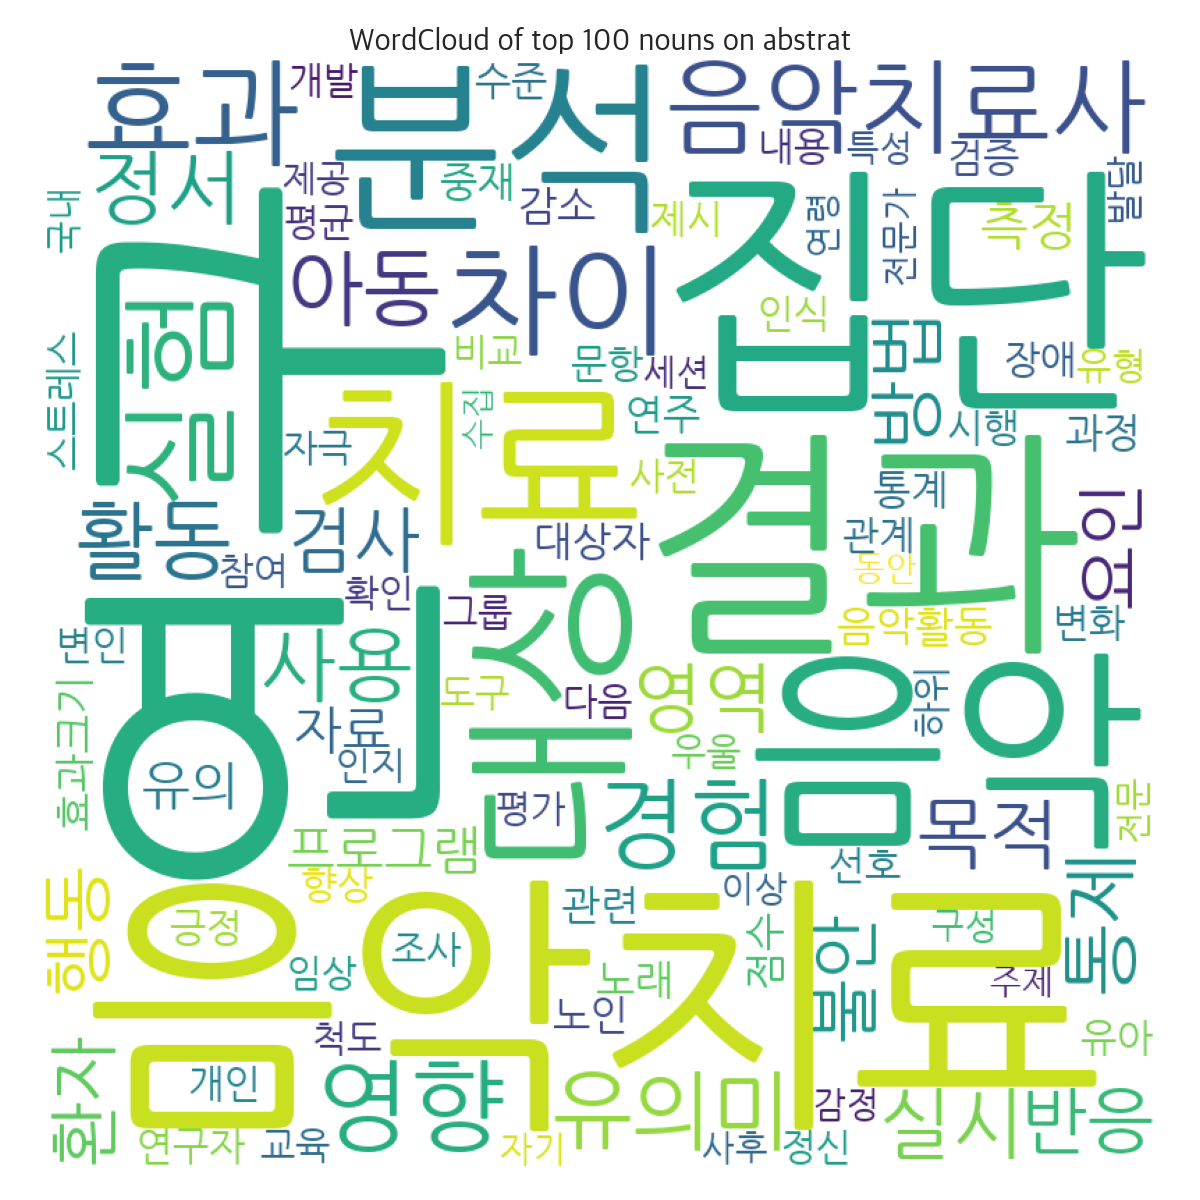 WordCloud of top 100 nouns on abstrat
효과
개발
분석
수준
음악치료사
정서
제공
중재
내용
특성
검증
발달
국내
평균
감소
제시
연령
전문가
측정
연구
실험
아동
차이
집단
인식
방법
장애
유형
스트레스
비교
문항
세션
치료
수집
연주
시행
과정
자극
사전
결과
통계
요인
활동
검사
대상자
관계
참여
동안
확인
그룹
대상
음악활동
변화
변인
사용
도구
다음
영역
음악
하위
효과크기
자료
우울
유의
인지
평가
경험
목적
전문
프로그램
선호
행동
향상
관련
이상
통제
음악치료
긍정
조사
점수
불안
구성
임상
노래
주제
노인
환자
척도
유아
개인
영향
유의미
감정
실시
반응
연구자
교육
자기
사후
정신